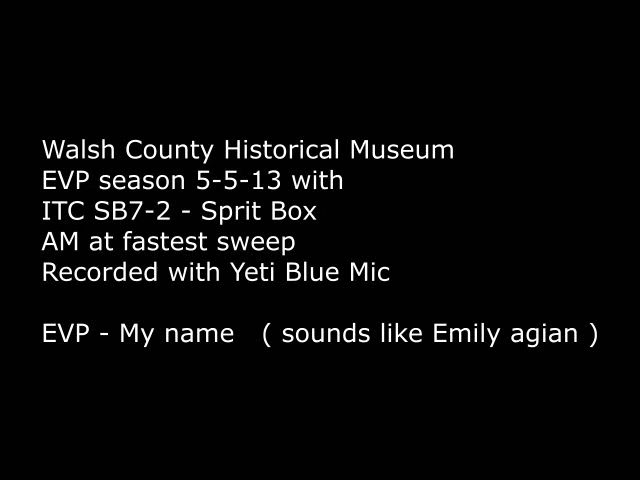 Walsh County Historical Museum
EVP season 5-5-13 with
ITC SB7-2 - Sprit Box
AM at fastest sweep
Recorded with Yeti Blue Mic
EVP - My name ( sounds like Emily agian )